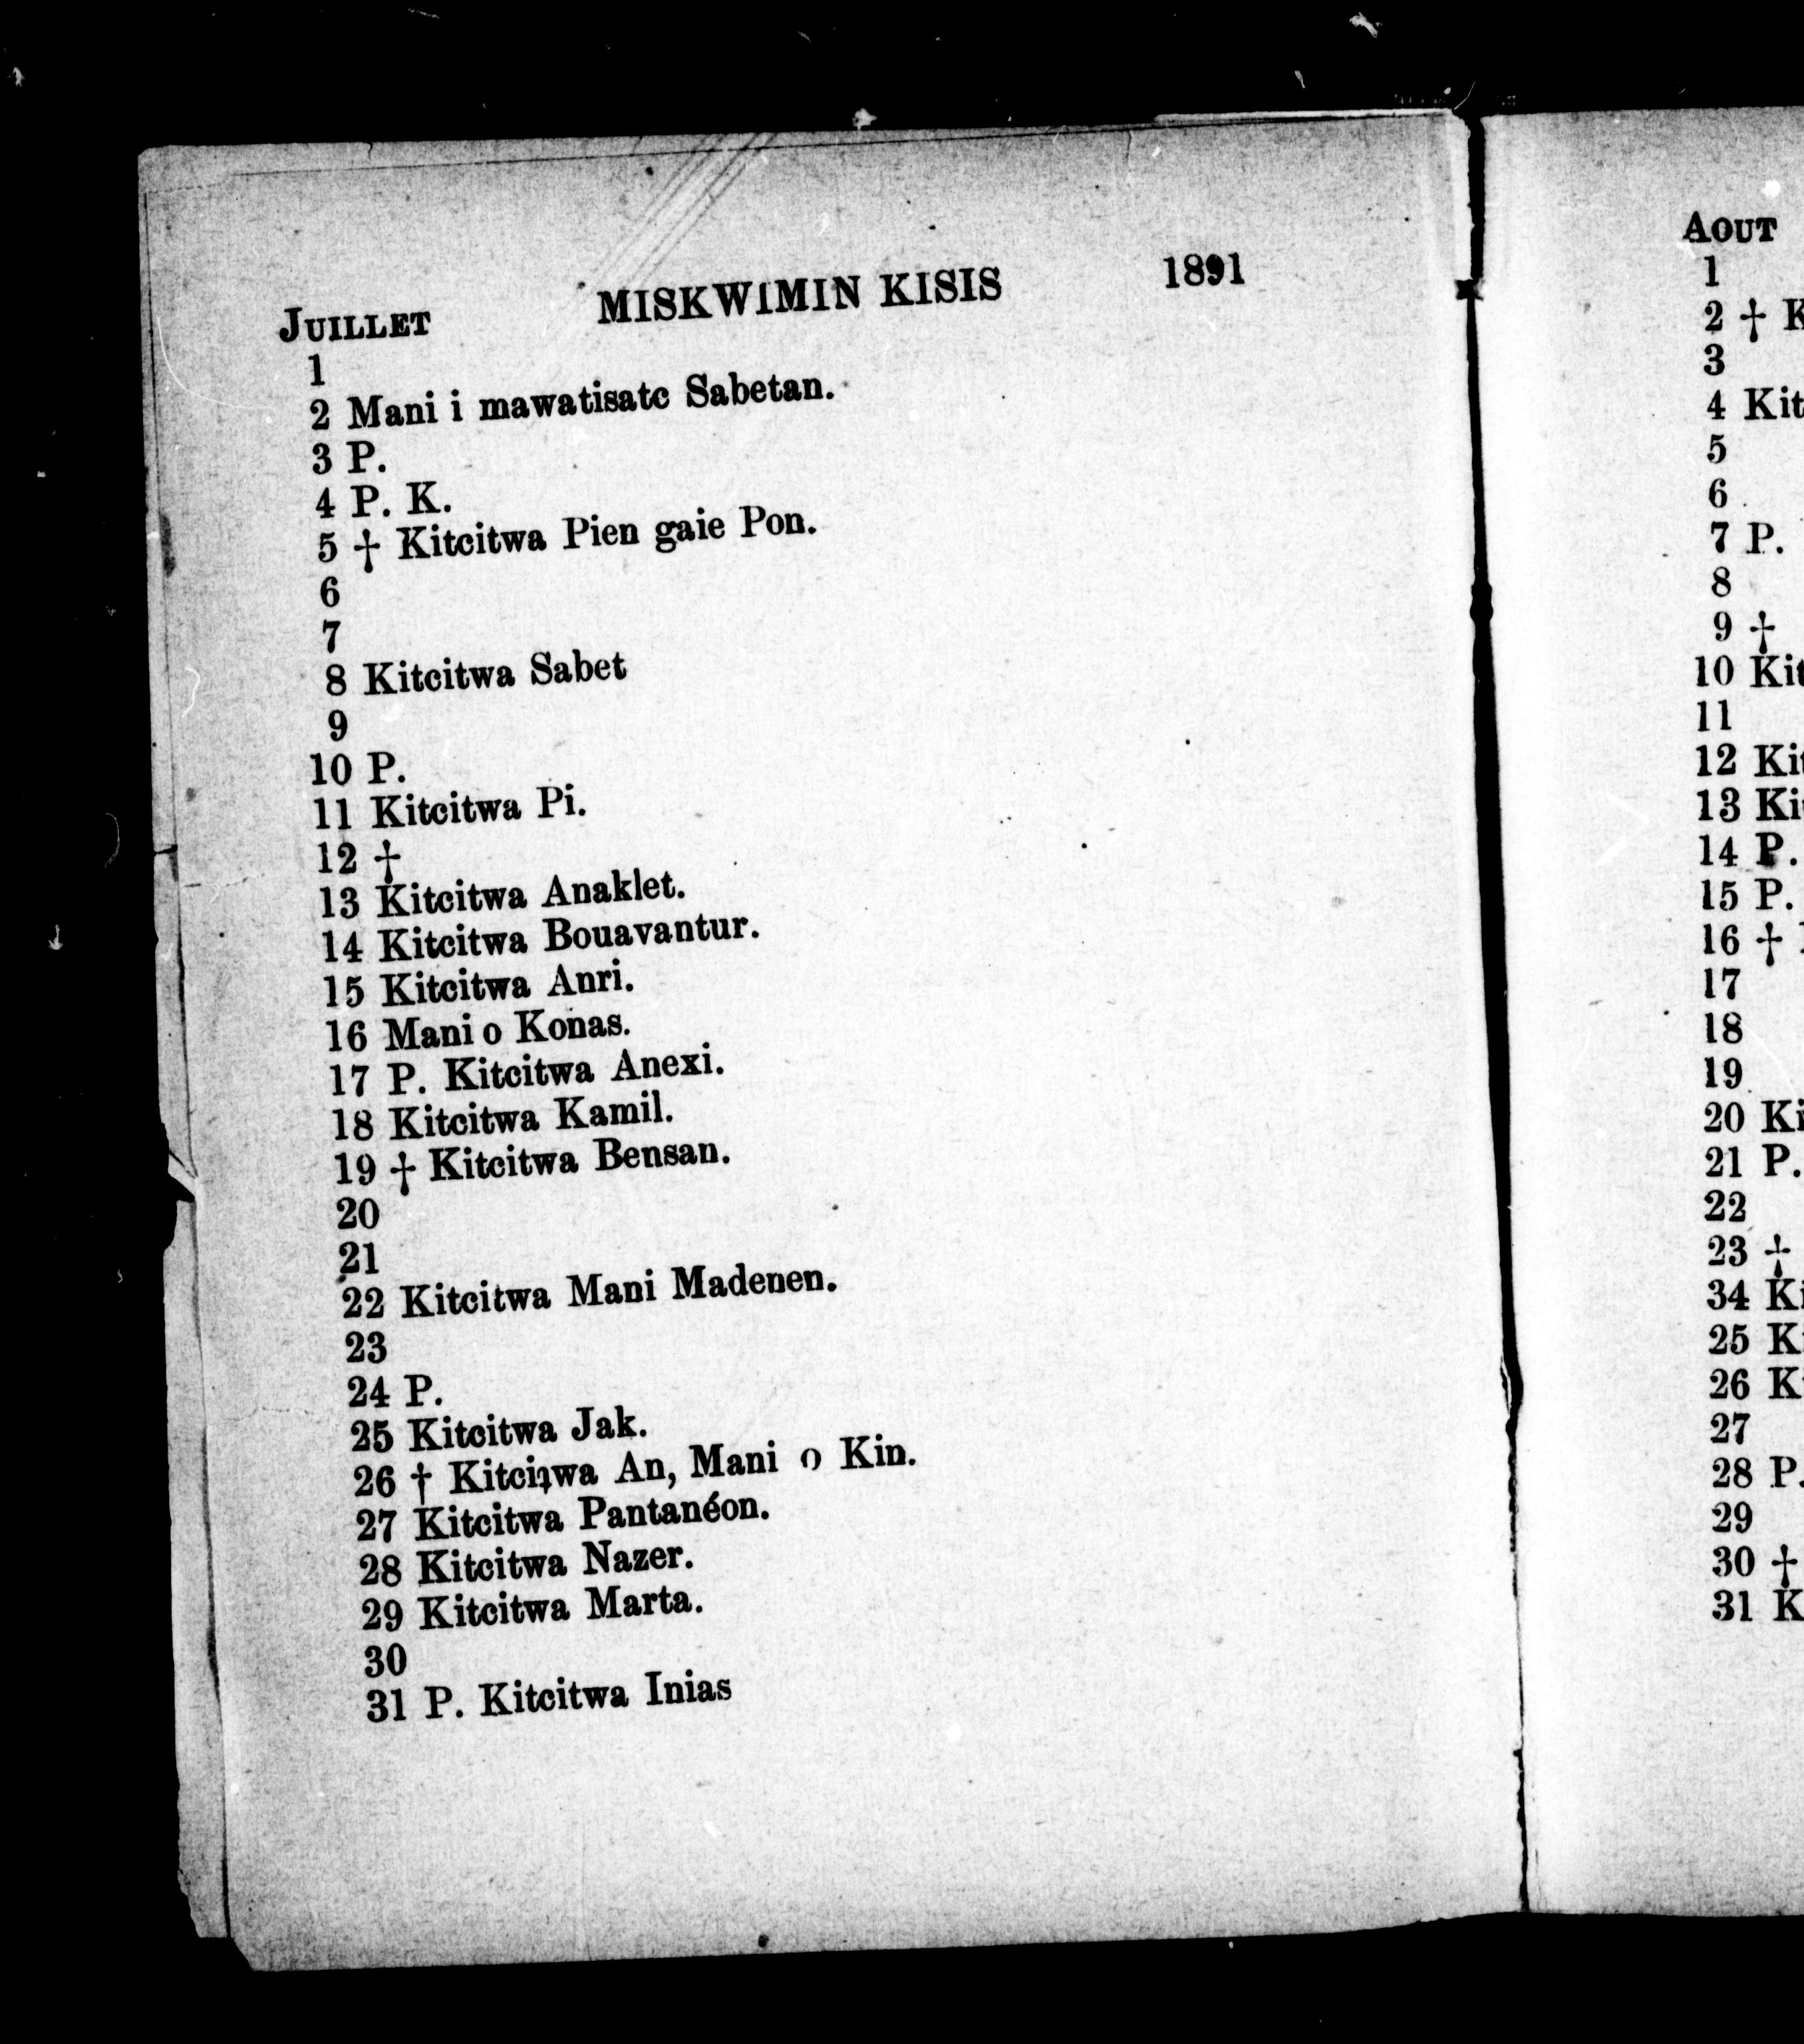 JUILLET MISKWIMIN KISIS 1891
1
2 Mani i mawatisatc Sabetan.
3 P.
4 P. K.
5 † Kitcitwa Pien gaie Pon.
6
7
8 Kitcitwa Sabet
9
10 P.
11 Kitcitwa Pi.
12 †
13 Kitcitwa Anaklet.
14 Kitcitwa Bouavantur.
15 Kitcitwa Anri.
16 Mani o Konas.
17 P. Kitcitwa Anexi.
18 Kitcitwa Kamil.
19 † Kitcitwa Bensan.
20
21
22 Kitcitwa Mani Madenen.
23
24 P.
25 Kitcitwa Jak.
26 † Kitcitwa An, Mani o Kin.
27 Kitcitwa Pantanéon.
28 Kitcitwa Nazer.
29 Kitcitwa Marta.
30
31 P. Kitcitwa Inias
AOUT
1
2 † K
3
4 Kit
5
6
7 P.
8
9 †
10 Kit
11
12 Kit
13 Kit
14 P.
15 P.
16 †
17
18
19
20 Ki
21 P.
22
23 †
34 Ki
25 K
26 K
27
28 P.
29
30 †
31 K